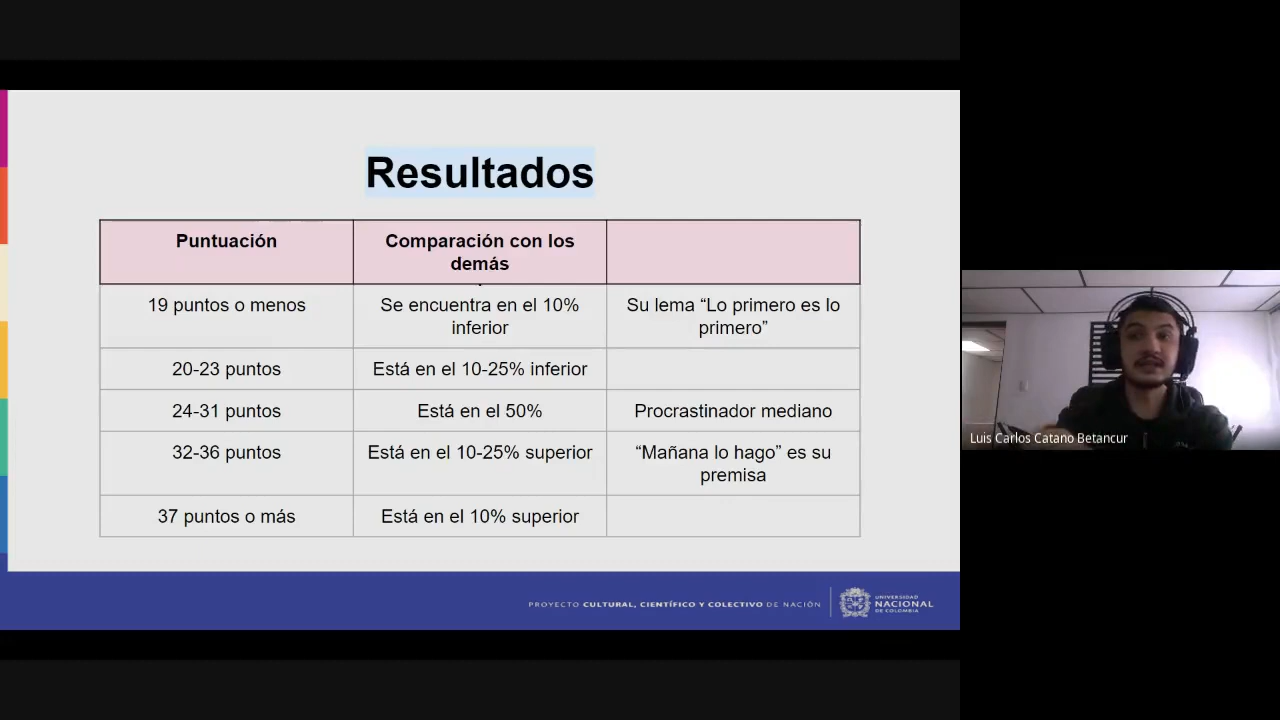 Resultados
Puntuación
Comparación con los
demás
19 puntos o menos
Se encuentra en el 10%
inferior
Su lema “Lo primero es lo
primero”
20-23 puntos
Está en el 10-25% inferior
24-31 puntos
Está en el 50%
Procrastinador mediano
32-36 puntos
Está en el 10-25% superior
“Mañana lo hago” es su
premisa
37 puntos o más
Está en el 10% superior
PROYECTO CULTURAL, CIENTÍFICO Y COLECTIVO DE NACIÓN
UNIVERSIDAD
NACIONAL
DE COLOMBIA
Luis Carlos Catano Betancur